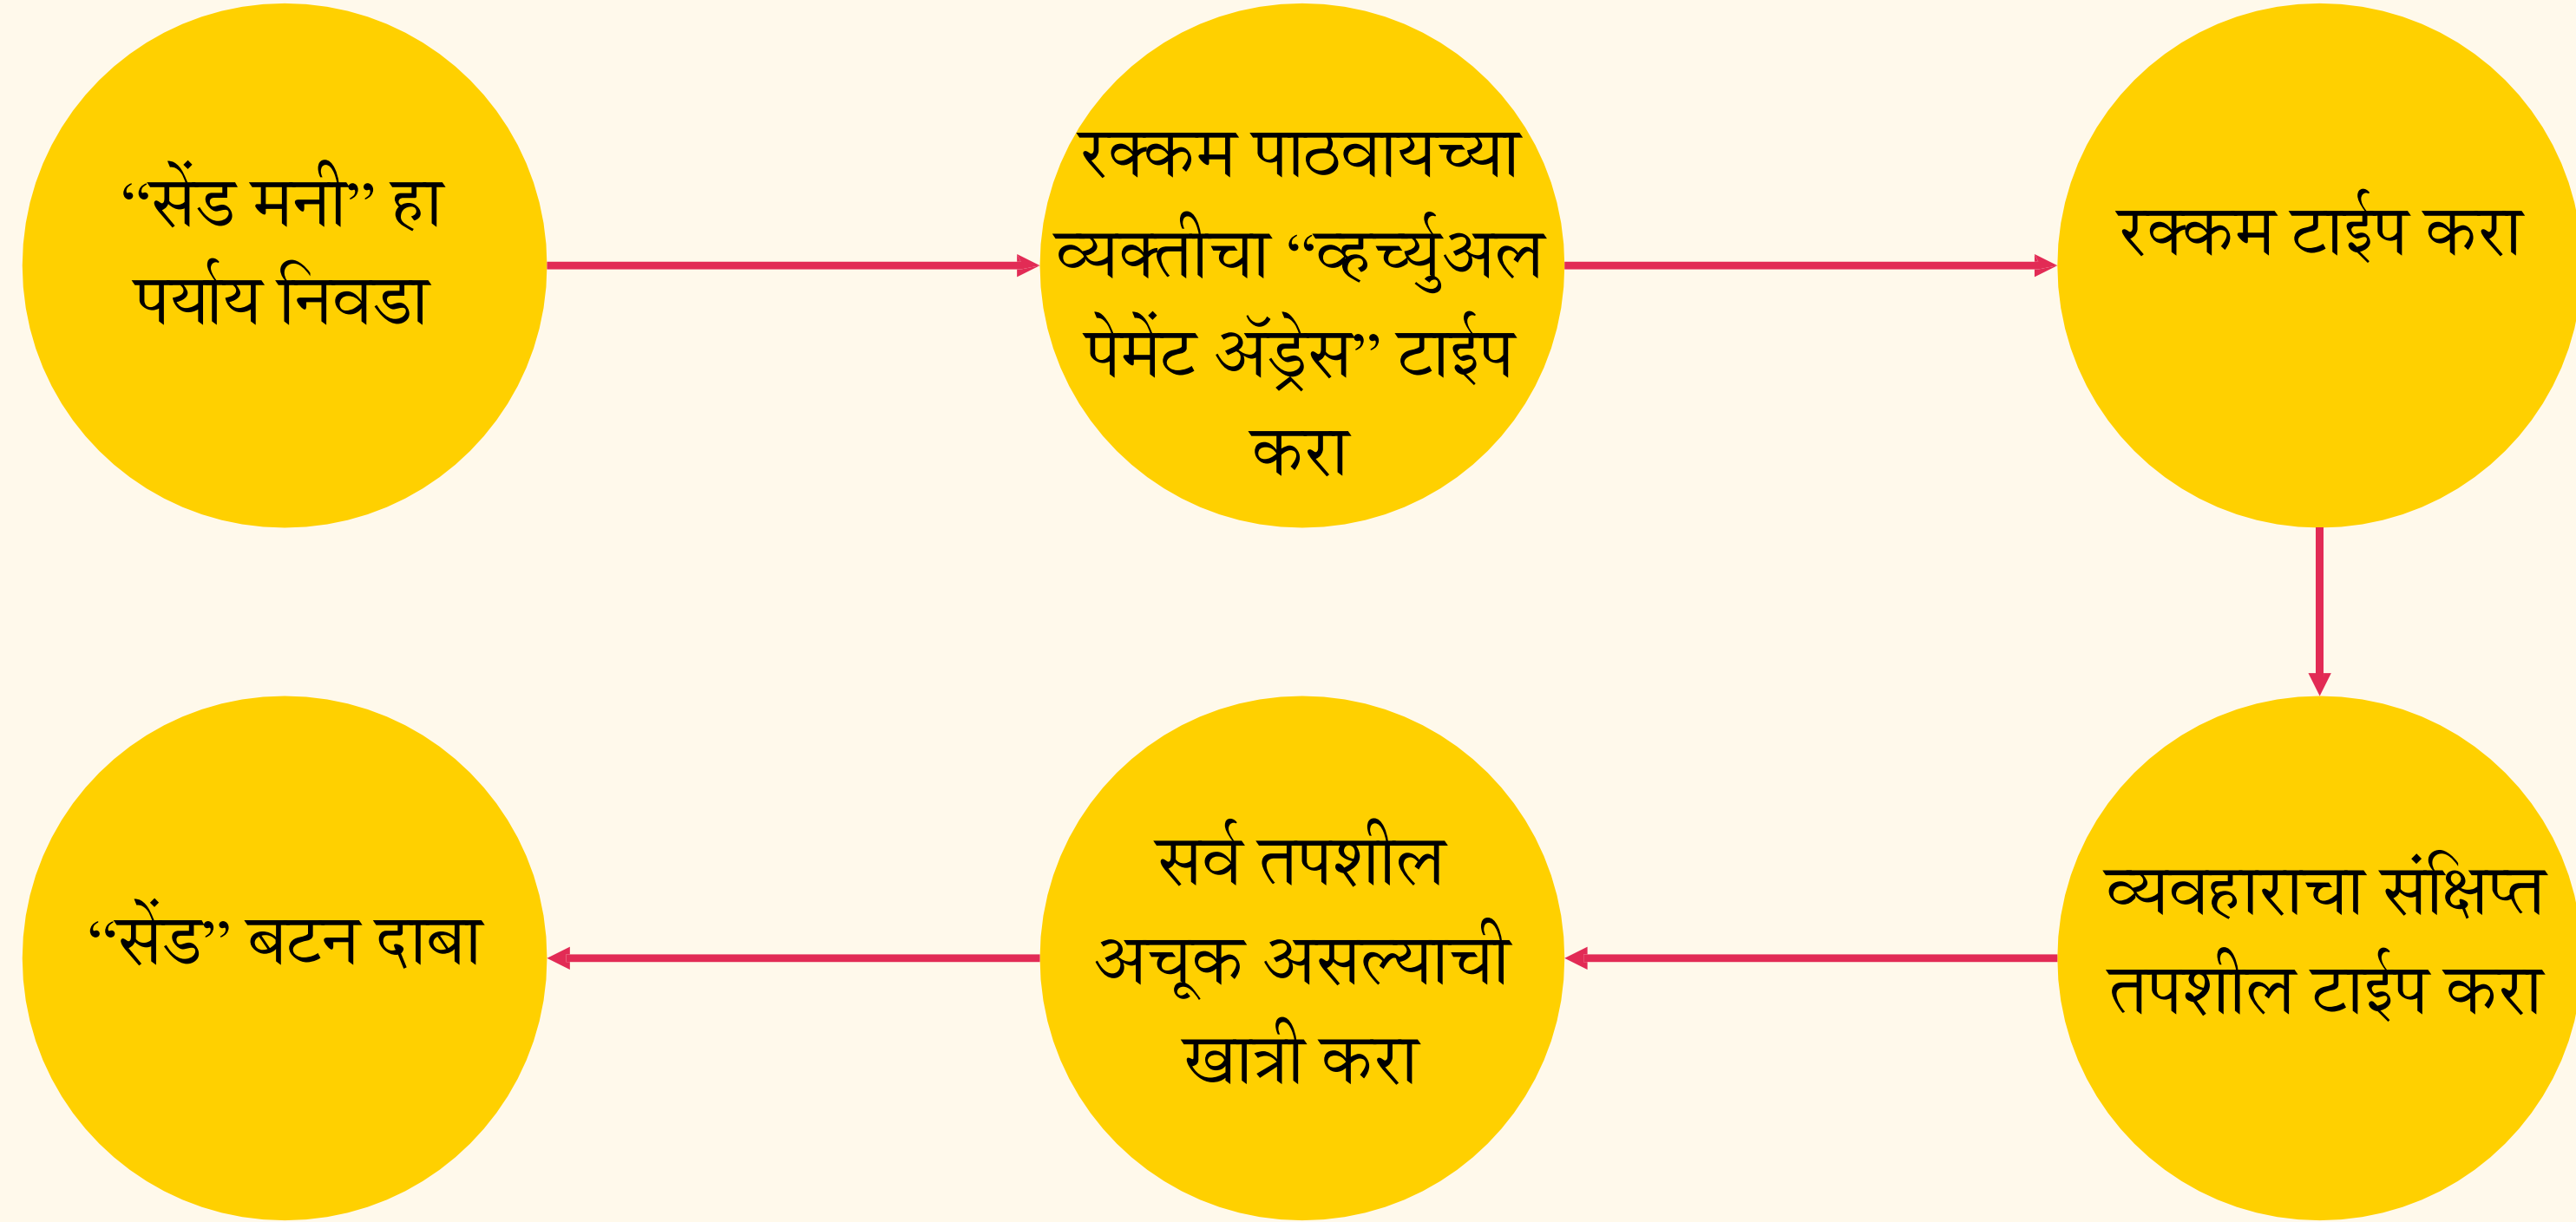 “सेंड मनी” हा
पर्याय निवडा
रक्कम पाठवायच्या
व्यक्तीचा “व्हर्च्युअल
पेमेंट ॲड्रेस” टाईप
करा
रक्कम टाईप करा
व्यवहाराचा संक्षिप्त
तपशील टाईप करा
सर्व तपशील
अचूक असल्याची
खात्री करा
“सेंड” बटन दाबा